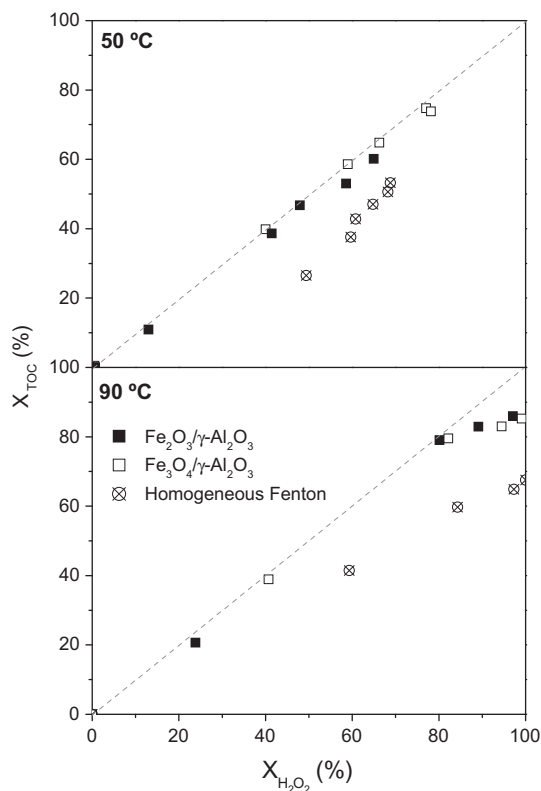 50 ºC
100
80
60
40
20
100
90 ºC
Fe₂O₃/γ-Al₂O₃
Fe₃O₄/γ-Al₂O₃
Homogeneous Fenton
80
60
40
20
0
0 20 40 60 80 100
X_TOC (%)
X_H₂O₂ (%)